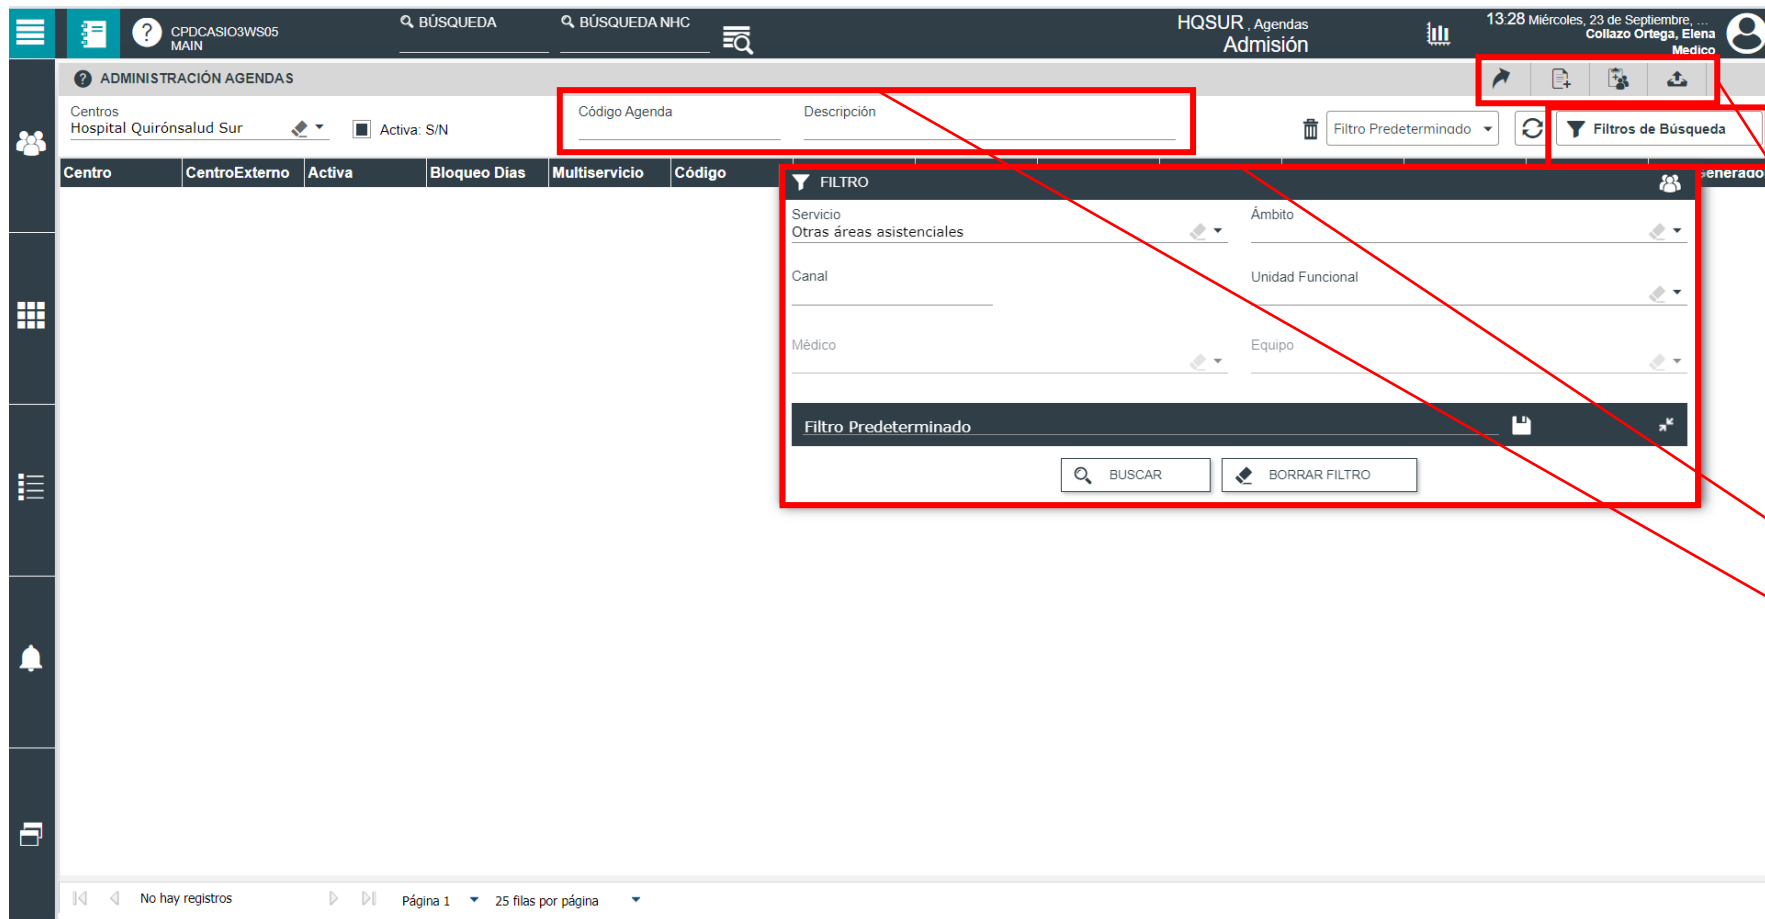 CPDCASIO3WS05
MAIN
BÚSQUEDA
BÚSQUEDA NHC
HQSUR , Agendas
Admisión
13:28 Miércoles, 23 de Septiembre, ...
Collazo Ortega, Elena
Medico
ADMINISTRACIÓN AGENDAS
Centros
Hospital Quirónsalud Sur
Activa: S/N
Código Agenda
Descripción
Filtro Predeterminado
Filtros de Búsqueda
Centro CentroExterno Activa Bloqueo Dias Multiservicio Código
FILTRO
Servicio
Otras áreas asistenciales
Ámbito
Canal
Unidad Funcional
Médico
Equipo
Filtro Predeterminado
BUSCAR
BORRAR FILTRO
No hay registros
Página 1
25 filas por página